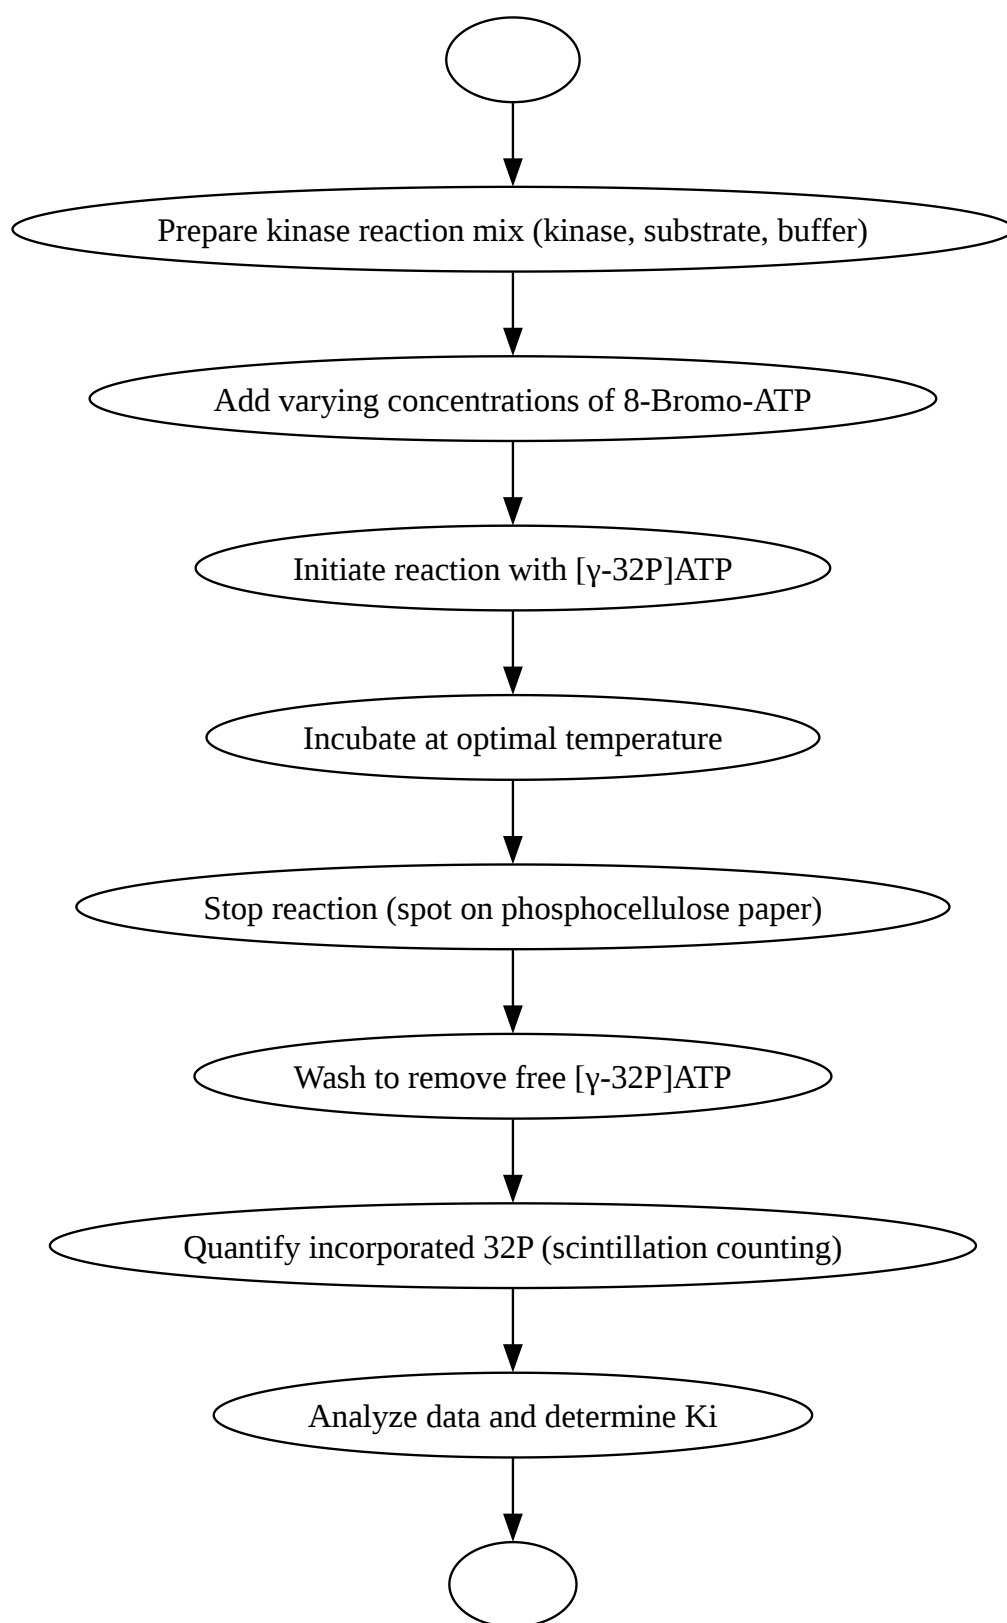 Prepare kinase reaction mix (kinase, substrate, buffer)
Add varying concentrations of 8-Bromo-ATP
Initiate reaction with [γ-32P]ATP
Incubate at optimal temperature
Stop reaction (spot on phosphocellulose paper)
Wash to remove free [γ-32P]ATP
Quantify incorporated 32P (scintillation counting)
Analyze data and determine Ki